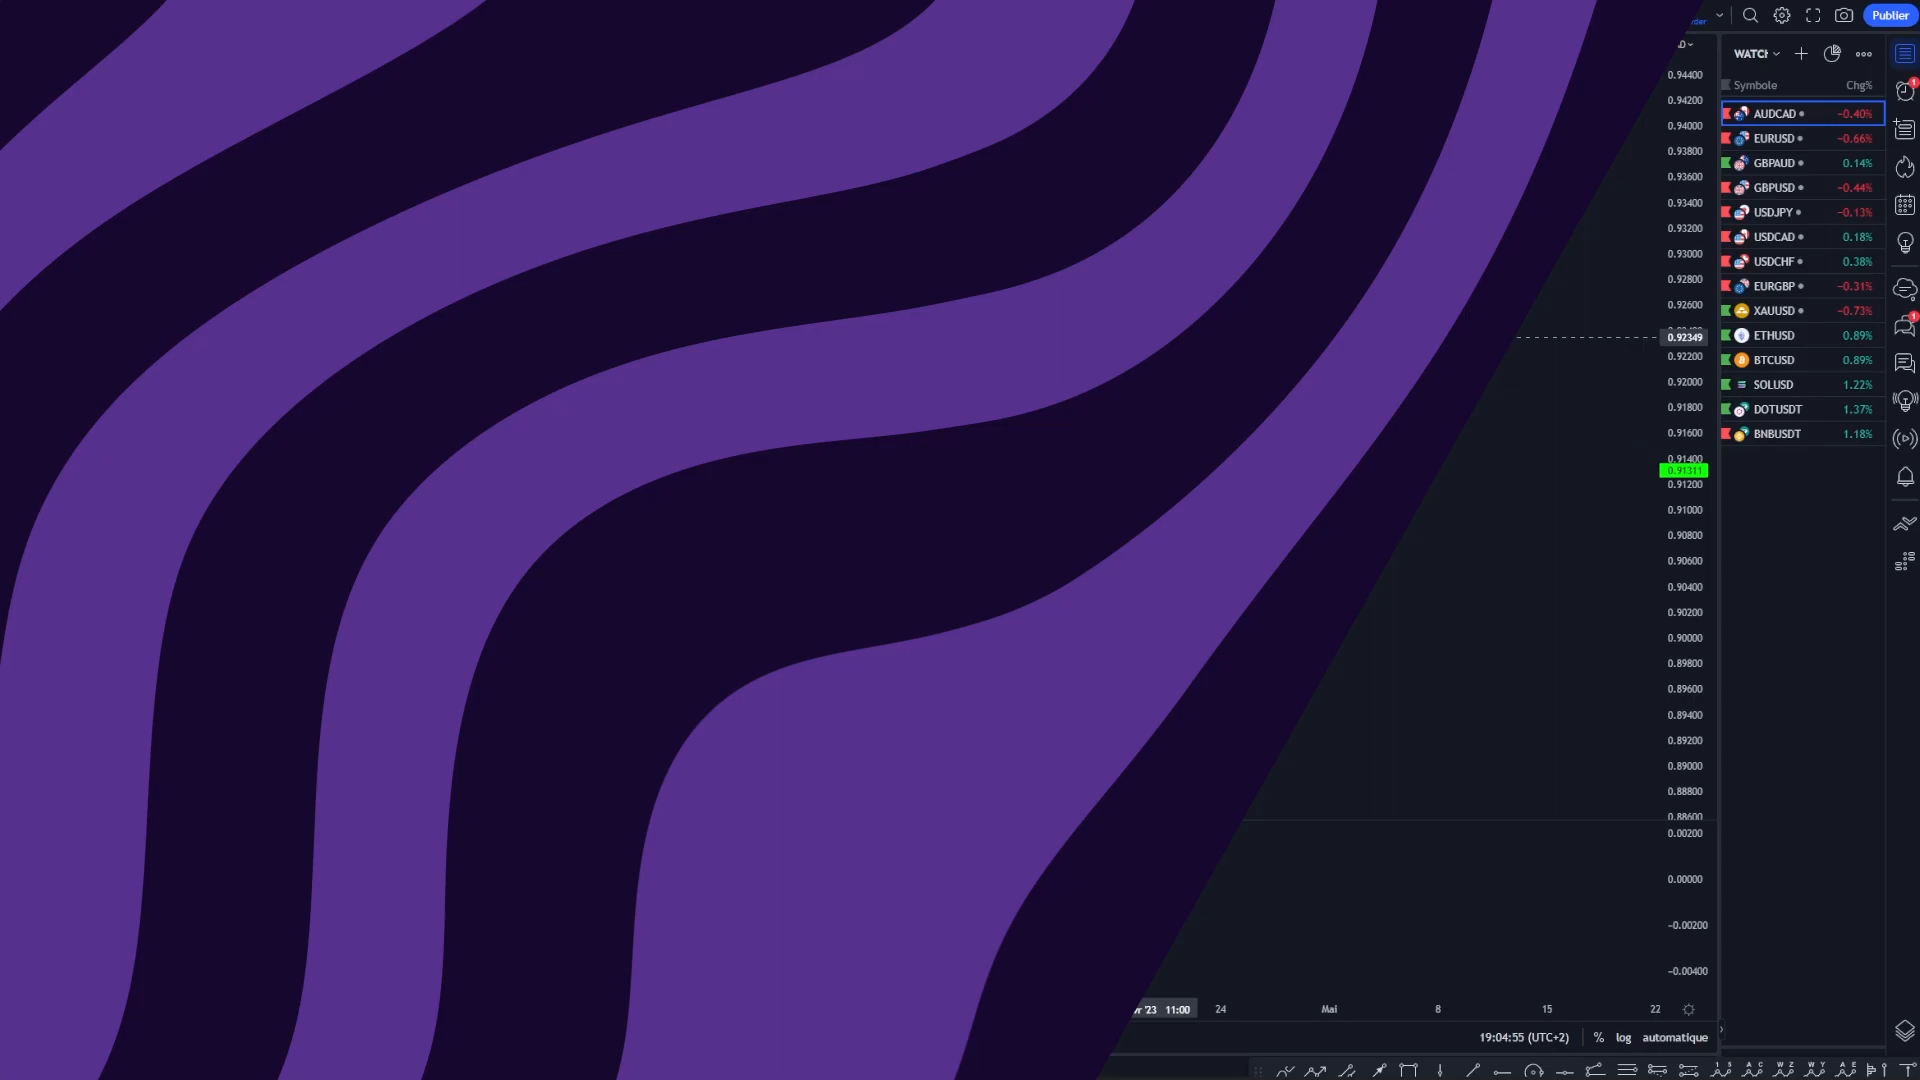 Publier
WATCH
Symbole Chg%
AUDCAD −0.40%
EURUSD −0.66%
GBPAUD 0.14%
GBPUSD −0.44%
USDJPY −0.13%
USDCAD 0.18%
USDCHF 0.38%
EURGBP −0.31%
XAUUSD −0.73%
ETHUSD 0.89%
BTCUSD 0.89%
SOLUSD 1.22%
DOTUSDT 1.37%
BNBUSDT 1.18%
0.94400
0.94200
0.94000
0.93800
0.93600
0.93400
0.93200
0.93000
0.92800
0.92600
0.92349
0.92200
0.92000
0.91800
0.91600
0.91400
0.91311
0.91200
0.91000
0.90800
0.90600
0.90400
0.90200
0.90000
0.89800
0.89600
0.89400
0.89200
0.89000
0.88800
0.88600
0.00200
0.00000
−0.00200
−0.00400
'23 11:00 24 Mai 8 15 22
19:04:55 (UTC+2) % log automatique